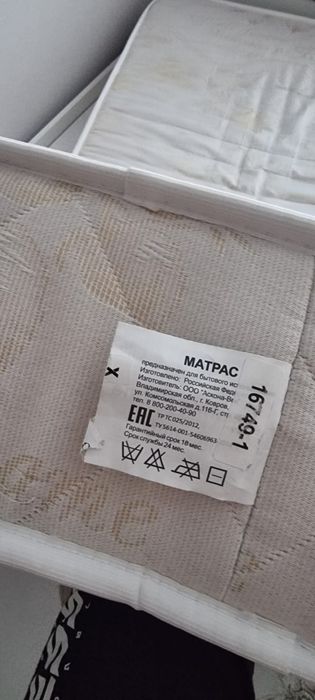 МАТРАС
предназначен для бытового ис
Изготовлено: Российская Феде
Изготовитель: ООО "Аскона-Ве
Владимирская обл., г. Ковров,
ул. Комсомольская д.116-Г, стр
тел. 8 800-200-40-90
ЕАС ТР ТС 025/2012,
ТУ 5614-001-54606963
Гарантийный срок 18 мес.
Срок службы 24 мес.
16749-1
X